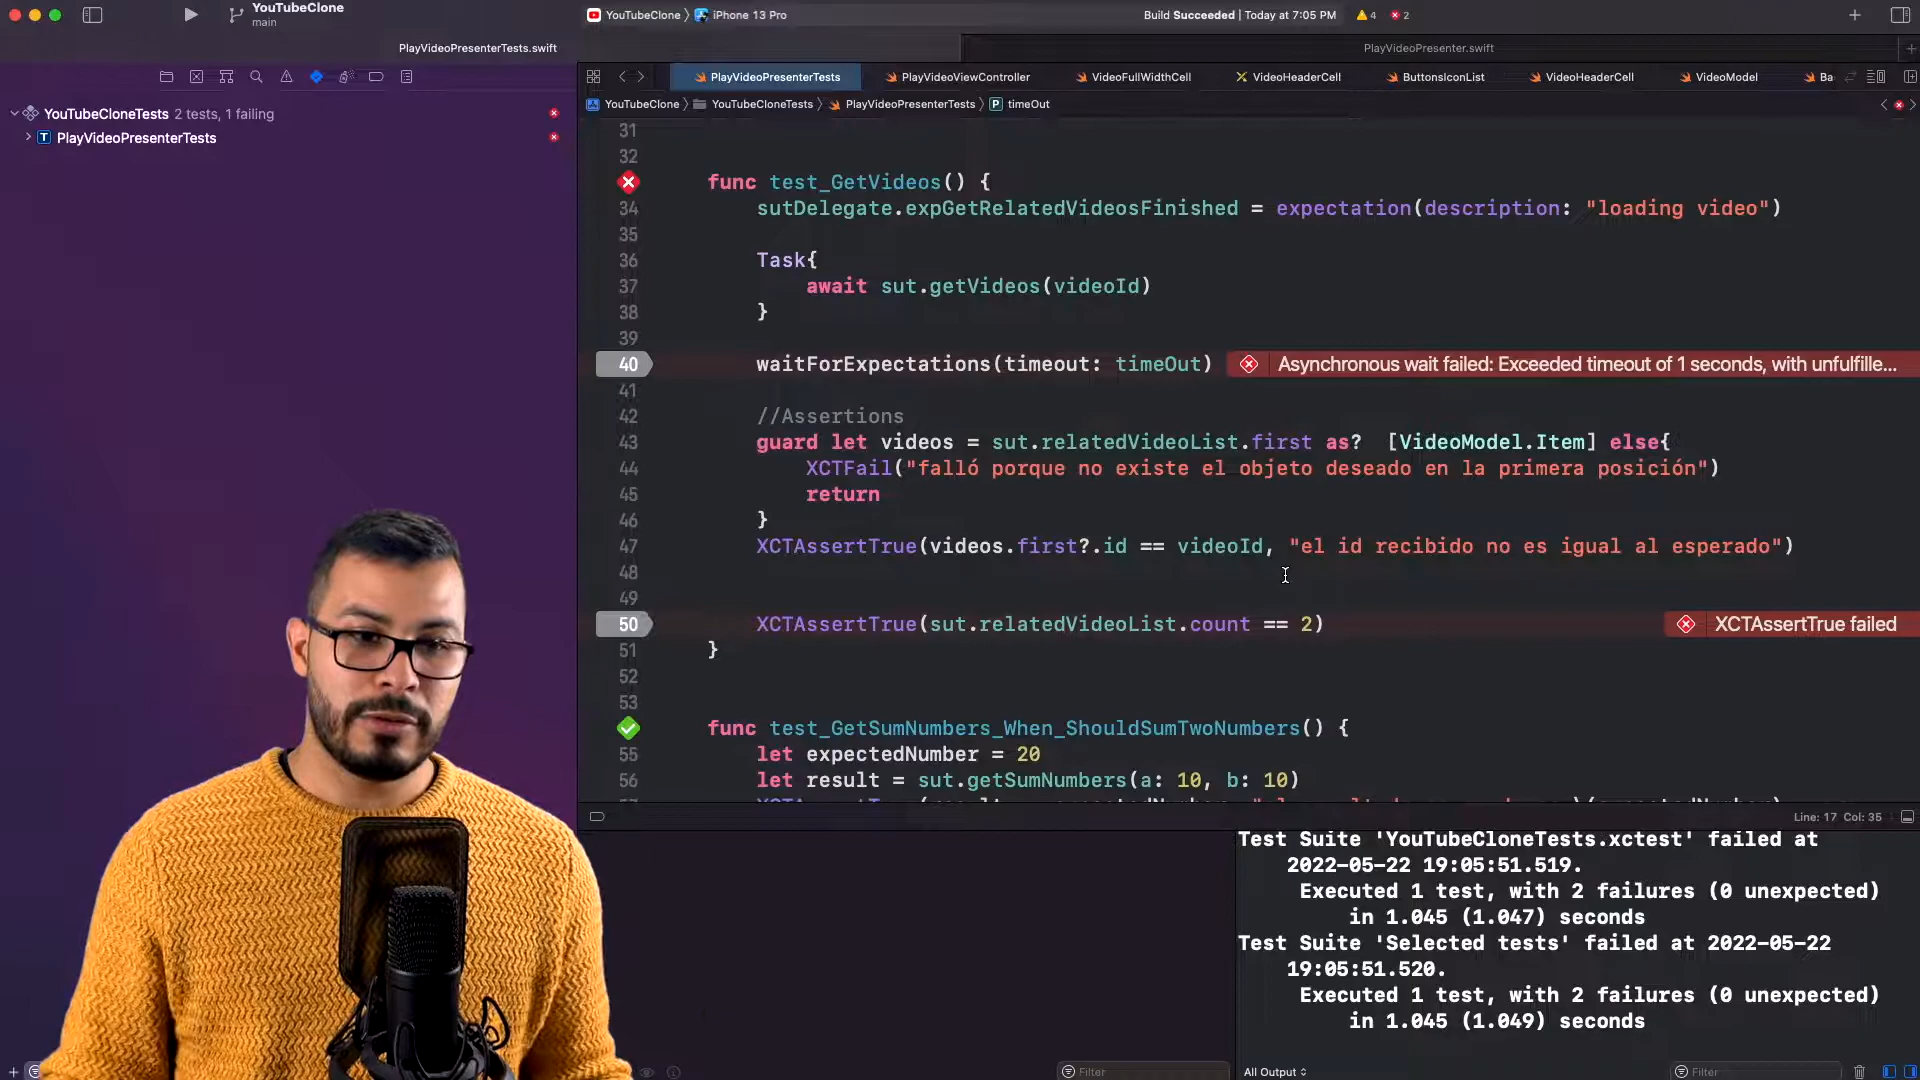 YouTubeClone
main
YouTubeClone
iPhone 13 Pro
Build Succeeded | Today at 7:05 PM
4
2
PlayVideoPresenterTests.swift
PlayVideoPresenter.swift
PlayVideoPresenterTests
PlayVideoViewController
VideoFullWidthCell
VideoHeaderCell
ButtonsIconList
VideoHeaderCell
VideoModel
Ba
YouTubeClone
YouTubeCloneTests
PlayVideoPresenterTests
P timeOut
YouTubeCloneTests 2 tests, 1 failing
T PlayVideoPresenterTests
31
32
func test_GetVideos() {
34 sutDelegate.expGetRelatedVideosFinished = expectation(description: "loading video")
35
36 Task{
37 await sut.getVideos(videoId)
38 }
39
40 waitForExpectations(timeout: timeOut) Asynchronous wait failed: Exceeded timeout of 1 seconds, with unfulfille...
41
42 //Assertions
43 guard let videos = sut.relatedVideoList.first as? [VideoModel.Item] else{
44 XCTFail("falló porque no existe el objeto deseado en la primera posición")
45 return
46 }
47 XCTAssertTrue(videos.first?.id == videoId, "el id recibido no es igual al esperado")
48
49
50 XCTAssertTrue(sut.relatedVideoList.count == 2) XCTAssertTrue failed
51 }
52
53
func test_GetSumNumbers_When_ShouldSumTwoNumbers() {
55 let expectedNumber = 20
56 let result = sut.getSumNumbers(a: 10, b: 10)
Line: 17 Col: 35
Test Suite 'YouTubeCloneTests.xctest' failed at
2022-05-22 19:05:51.519.
Executed 1 test, with 2 failures (0 unexpected)
in 1.045 (1.047) seconds
Test Suite 'Selected tests' failed at 2022-05-22
19:05:51.520.
Executed 1 test, with 2 failures (0 unexpected)
in 1.045 (1.049) seconds
Filter
All Output
Filter